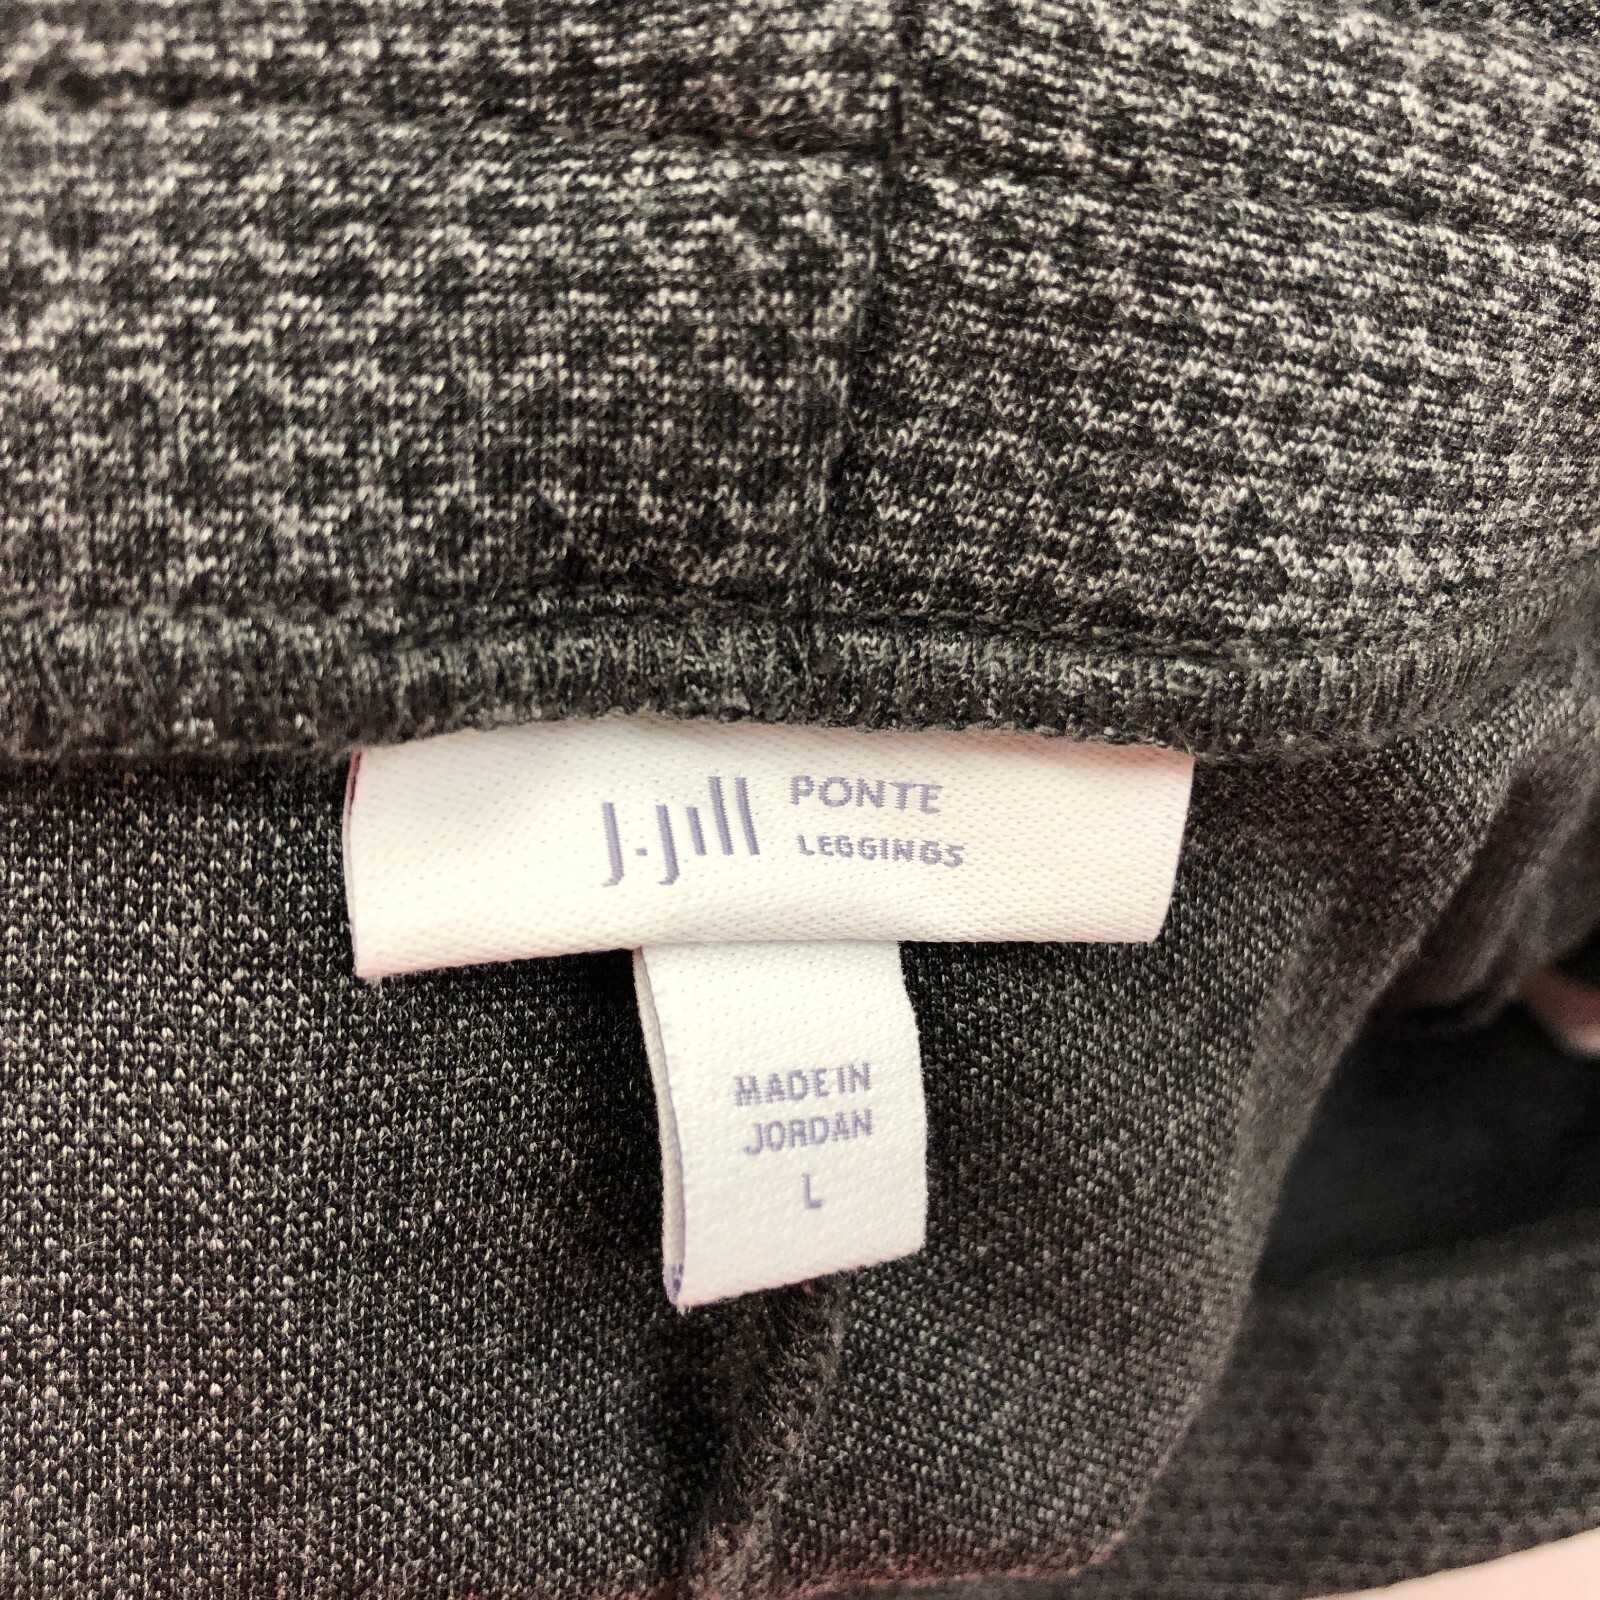 J.Jill PONTE
LEGGINGS
MADE IN
JORDAN
L